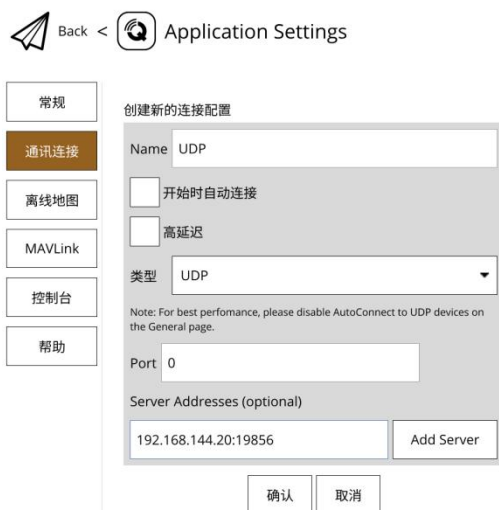 Back < Application Settings
常规
通讯连接
离线地图
MAVLink
控制台
帮助
创建新的连接配置
Name UDP
开始时自动连接
高延迟
类型 UDP
Note: For best perfomance, please disable AutoConnect to UDP devices on
the General page.
Port 0
Server Addresses (optional)
192.168.144.20:19856 Add Server
确认 取消